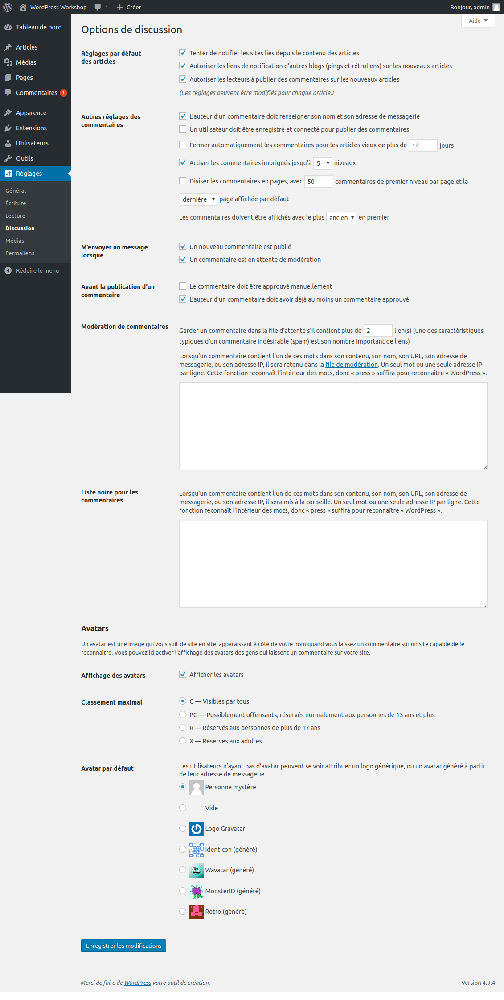 WordPress Workshop 1 Créer Bonjour, admin
Aide
Tableau de bord
Articles
Médias
Pages
Commentaires 1
Apparence
Extensions
Utilisateurs
Outils
Réglages
Général
Écriture
Lecture
Discussion
Médias
Permaliens
Réduire le menu
Options de discussion
Réglages par défaut
des articles
Tenter de notifier les sites liés depuis le contenu des articles
Autoriser les liens de notification d’autres blogs (pings et rétroliens) sur les nouveaux articles
Autoriser les lecteurs à publier des commentaires sur les nouveaux articles
(Ces réglages peuvent être modifiés pour chaque article.)
Autres réglages des
commentaires
L’auteur d’un commentaire doit renseigner son nom et son adresse de messagerie
Un utilisateur doit être enregistré et connecté pour publier des commentaires
Fermer automatiquement les commentaires pour les articles vieux de plus de 14 jours
Activer les commentaires imbriqués jusqu’à 5 niveaux
Diviser les commentaires en pages, avec 50 commentaires de premier niveau par page et la
dernière page affichée par défaut
Les commentaires doivent être affichés avec le plus ancien en premier
M’envoyer un message
lorsque
Un nouveau commentaire est publié
Un commentaire est en attente de modération
Avant la publication d’un
commentaire
Le commentaire doit être approuvé manuellement
L’auteur d’un commentaire doit avoir déjà au moins un commentaire approuvé
Modération de commentaires
Garder un commentaire dans la file d’attente s’il contient plus de 2 lien(s) (une des caractéristiques
typiques d’un commentaire indésirable (spam) est son nombre important de liens)
Lorsqu’un commentaire contient l’un de ces mots dans son contenu, son nom, son URL, son adresse de
messagerie, ou son adresse IP, il sera retenu dans la file de modération. Un seul mot ou une seule adresse IP
par ligne. Cette fonction reconnaît l’intérieur des mots, donc « press » suffira pour reconnaître « WordPress ».
Liste noire pour les
commentaires
Lorsqu’un commentaire contient l’un de ces mots dans son contenu, son nom, son URL, son adresse de
messagerie, ou son adresse IP, il sera mis à la corbeille. Un seul mot ou une seule adresse IP par ligne. Cette
fonction reconnaît l’intérieur des mots, donc « press » suffira pour reconnaître « WordPress ».
Avatars
Un avatar est une image qui vous suit de site en site, apparaissant à côté de votre nom quand vous laissez un commentaire sur un site capable de le
reconnaître. Vous pouvez ici activer l’affichage des avatars des gens qui laissent un commentaire sur votre site.
Affichage des avatars
Afficher les avatars
Classement maximal
G — Visibles par tous
PG — Possiblement offensants, réservés normalement aux personnes de 13 ans et plus
R — Réservés aux personnes de plus de 17 ans
X — Réservés aux adultes
Avatar par défaut
Les utilisateurs n’ayant pas d’avatar peuvent se voir attribuer un logo générique, ou un avatar généré à partir
de leur adresse de messagerie.
Personne mystère
Vide
Logo Gravatar
Identicon (généré)
Wavatar (généré)
MonsterID (généré)
Rétro (généré)
Enregistrer les modifications
Merci de faire de WordPress votre outil de création. Version 4.9.4